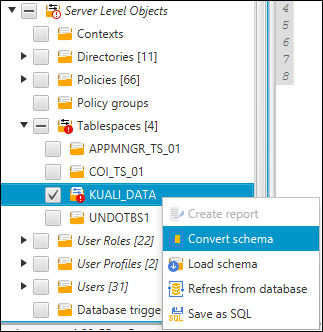 Server Level Objects
Contexts
Directories [11]
Policies [66]
Policy groups
Tablespaces [4]
APPMNGR_TS_01
COI_TS_01
KUALI_DATA
UNDOTBS1
User Roles [22]
User Profiles [2]
Users [31]
Database trigge
4
5
6
7
8
Create report
Convert schema
Load schema
Refresh from database
Save as SQL